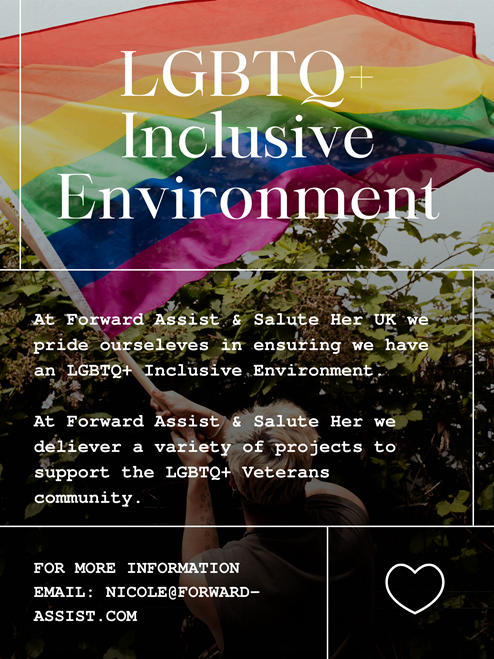 LGBTQ+
Inclusive
Environment
At Forward Assist & Salute Her UK we
pride ourseleves in ensuring we have
an LGBTQ+ Inclusive Environment.
At Forward Assist & Salute Her we
deliever a variety of projects to
support the LGBTQ+ Veterans
community.
FOR MORE INFORMATION
EMAIL: NICOLE@FORWARD-
ASSIST.COM